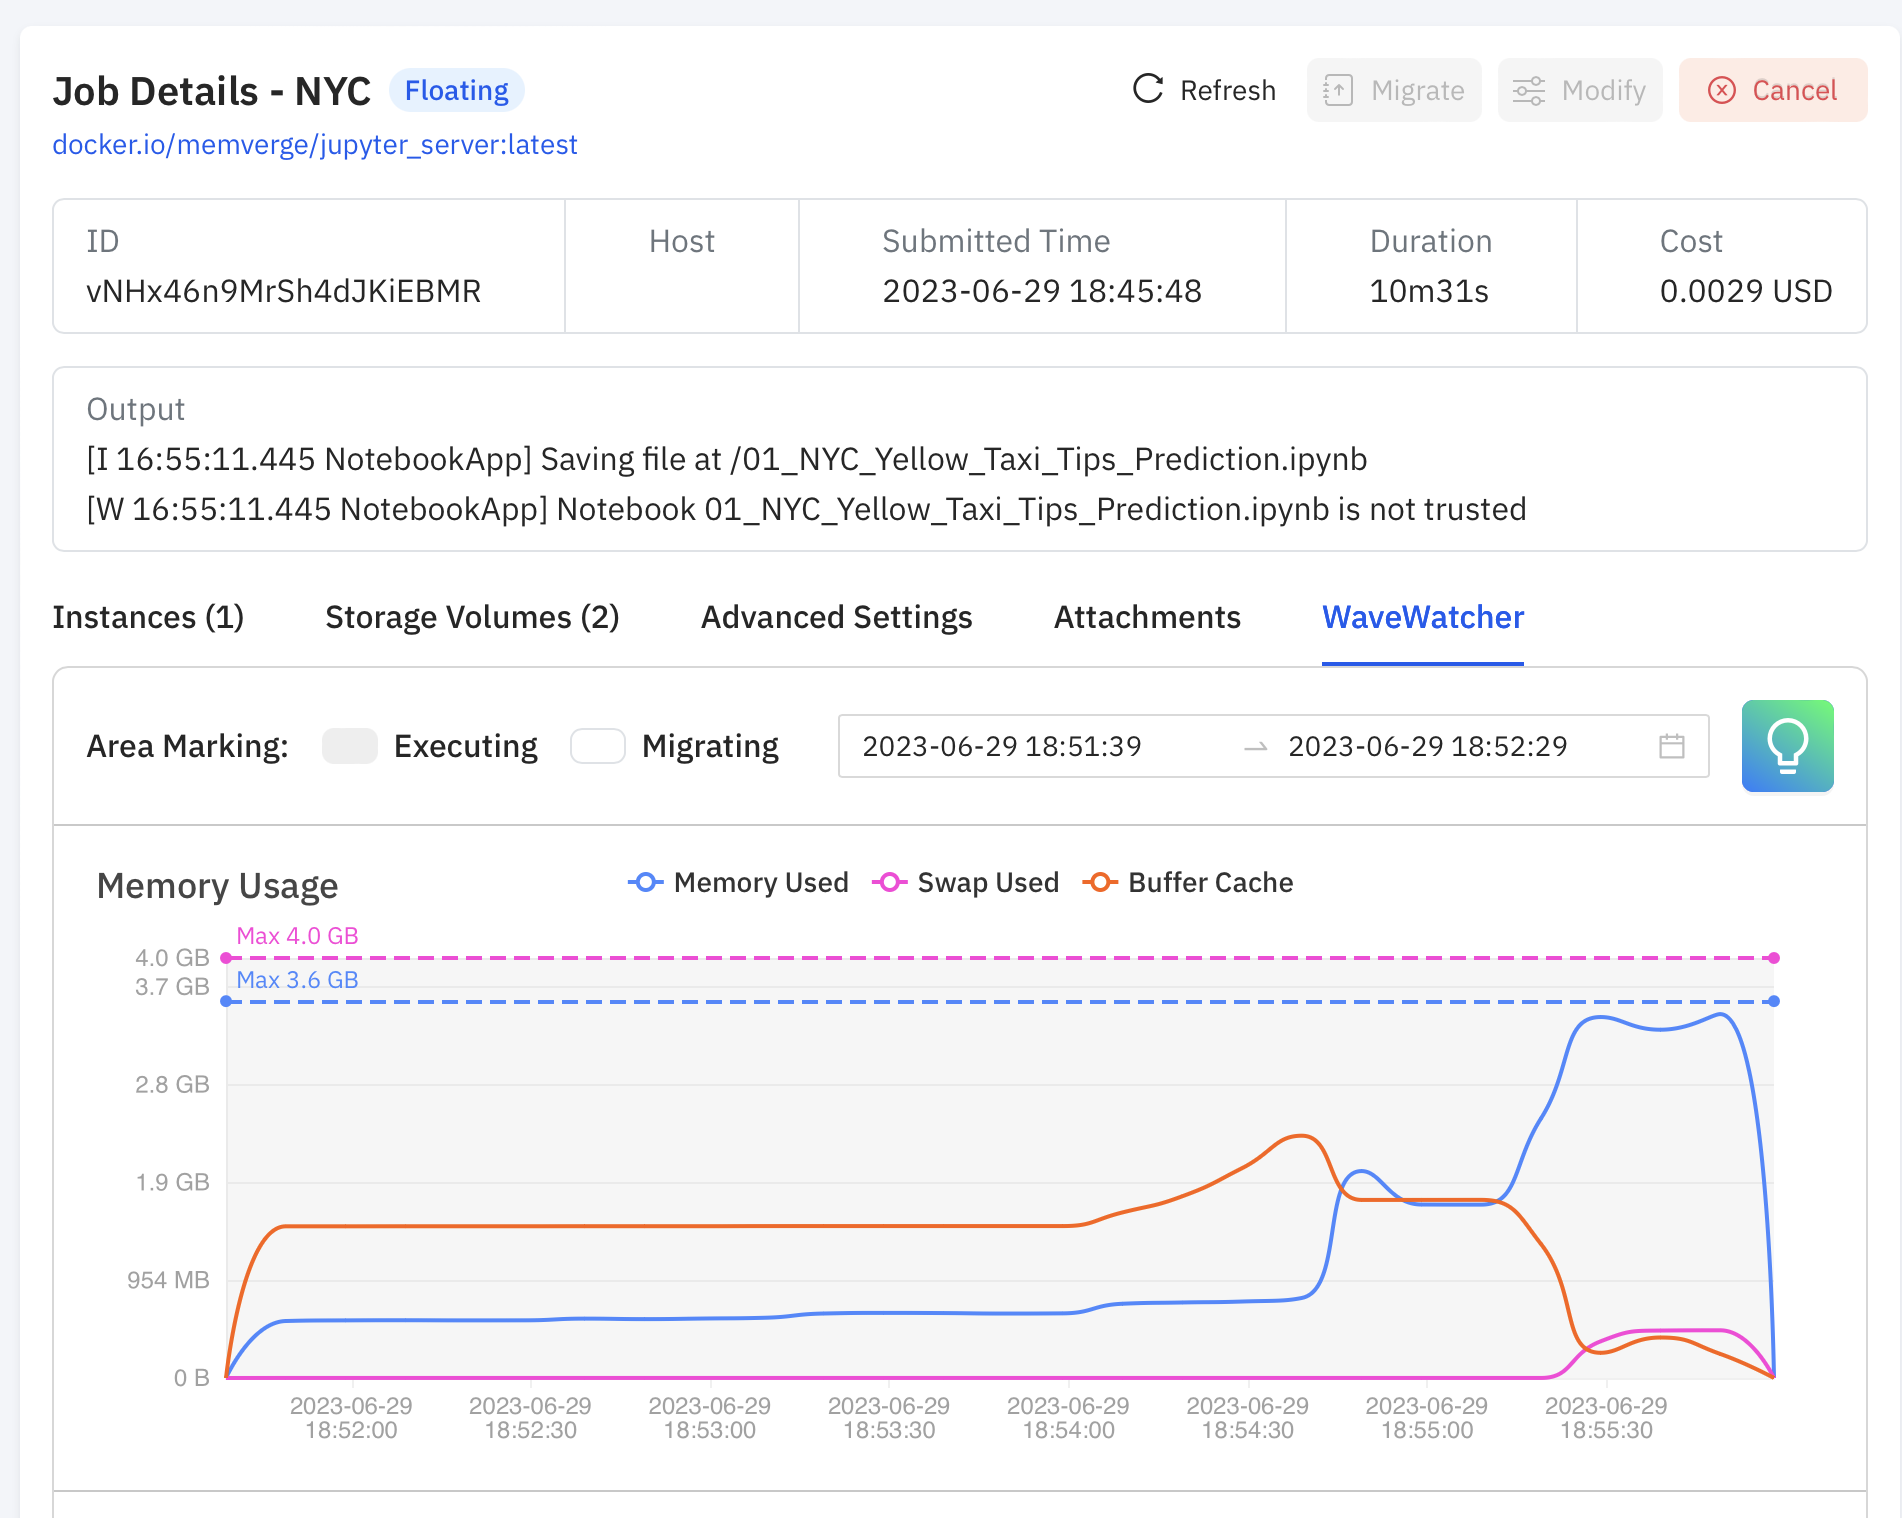 Job Details - NYC Floating
Refresh Migrate Modify Cancel
docker.io/memverge/jupyter_server:latest
ID Host Submitted Time Duration Cost
vNHx46n9MrSh4dJKiEBMR 2023-06-29 18:45:48 10m31s 0.0029 USD
Output
[I 16:55:11.445 NotebookApp] Saving file at /01_NYC_Yellow_Taxi_Tips_Prediction.ipynb
[W 16:55:11.445 NotebookApp] Notebook 01_NYC_Yellow_Taxi_Tips_Prediction.ipynb is not trusted
Instances (1) Storage Volumes (2) Advanced Settings Attachments WaveWatcher
Area Marking: Executing Migrating 2023-06-29 18:51:39 2023-06-29 18:52:29
Memory Usage Memory Used Swap Used Buffer Cache
Max 4.0 GB
4.0 GB
Max 3.6 GB
3.7 GB
2.8 GB
1.9 GB
954 MB
0 B
2023-06-29 2023-06-29 2023-06-29 2023-06-29 2023-06-29 2023-06-29 2023-06-29 2023-06-29
18:52:00 18:52:30 18:53:00 18:53:30 18:54:00 18:54:30 18:55:00 18:55:30